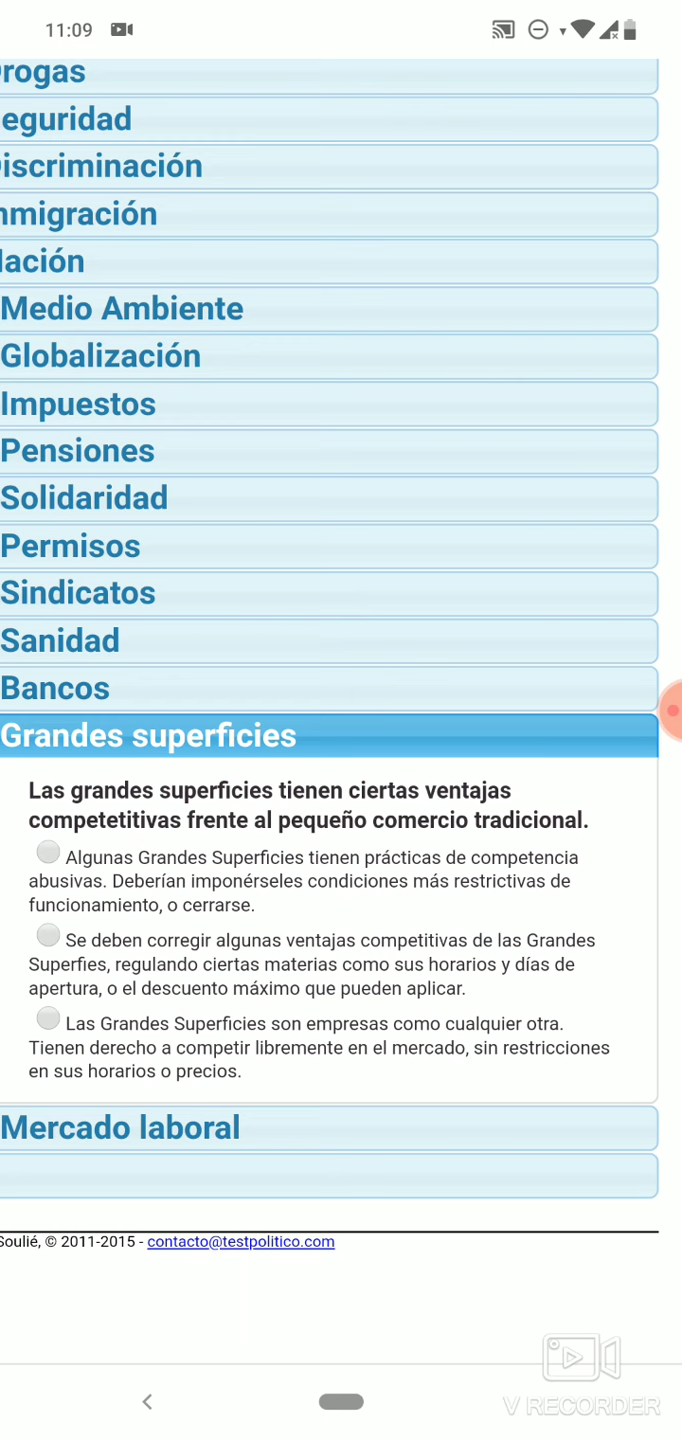 11:09
rogas
eguridad
iscriminación
nmigración
ación
Medio Ambiente
Globalización
Impuestos
Pensiones
Solidaridad
Permisos
Sindicatos
Sanidad
Bancos
Grandes superficies
Las grandes superficies tienen ciertas ventajas
competetitivas frente al pequeño comercio tradicional.
Algunas Grandes Superficies tienen prácticas de competencia
abusivas. Deberían imponérseles condiciones más restrictivas de
funcionamiento, o cerrarse.
Se deben corregir algunas ventajas competitivas de las Grandes
Superfies, regulando ciertas materias como sus horarios y días de
apertura, o el descuento máximo que pueden aplicar.
Las Grandes Superficies son empresas como cualquier otra.
Tienen derecho a competir libremente en el mercado, sin restricciones
en sus horarios o precios.
Mercado laboral
Soulié, © 2011-2015 - contacto@testpolitico.com
V RECORDER